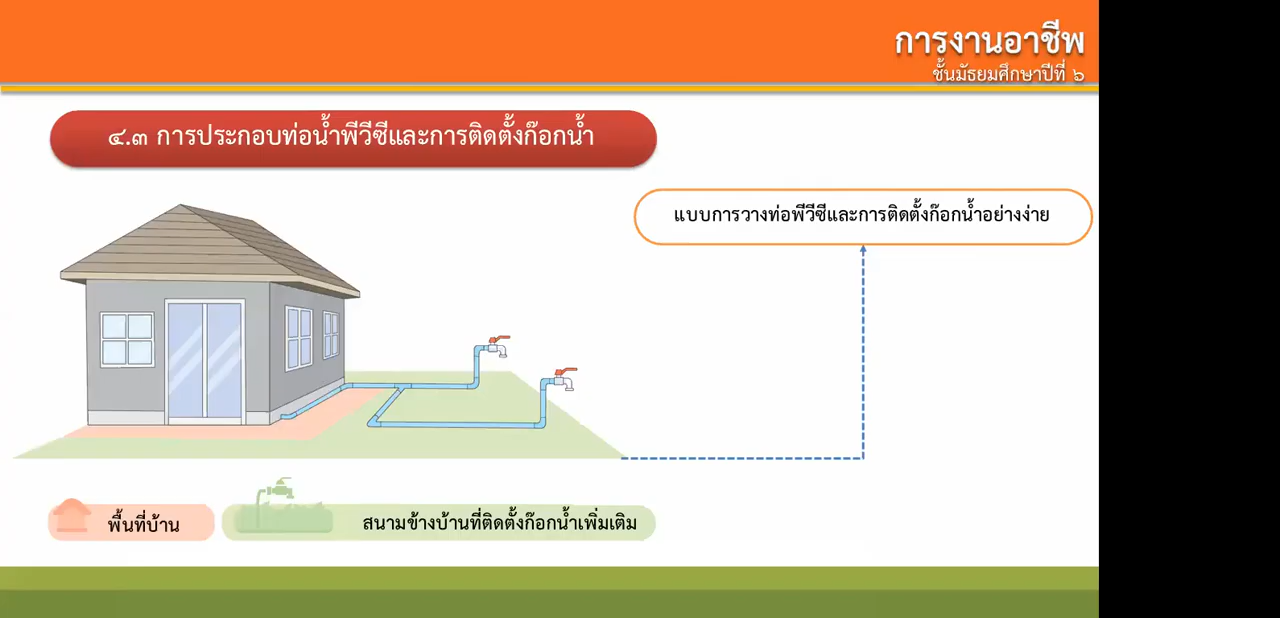 การงานอาชีพ
ชั้นมัธยมศึกษาปีที่ ๖
๔.๓ การประกอบท่อน้ำพีวีซีและการติดตั้งก๊อกน้ำ
แบบการวางท่อพีวีซีและการติดตั้งก๊อกน้ำอย่างง่าย
พื้นที่บ้าน
สนามข้างบ้านที่ติดตั้งก๊อกน้ำเพิ่มเติม